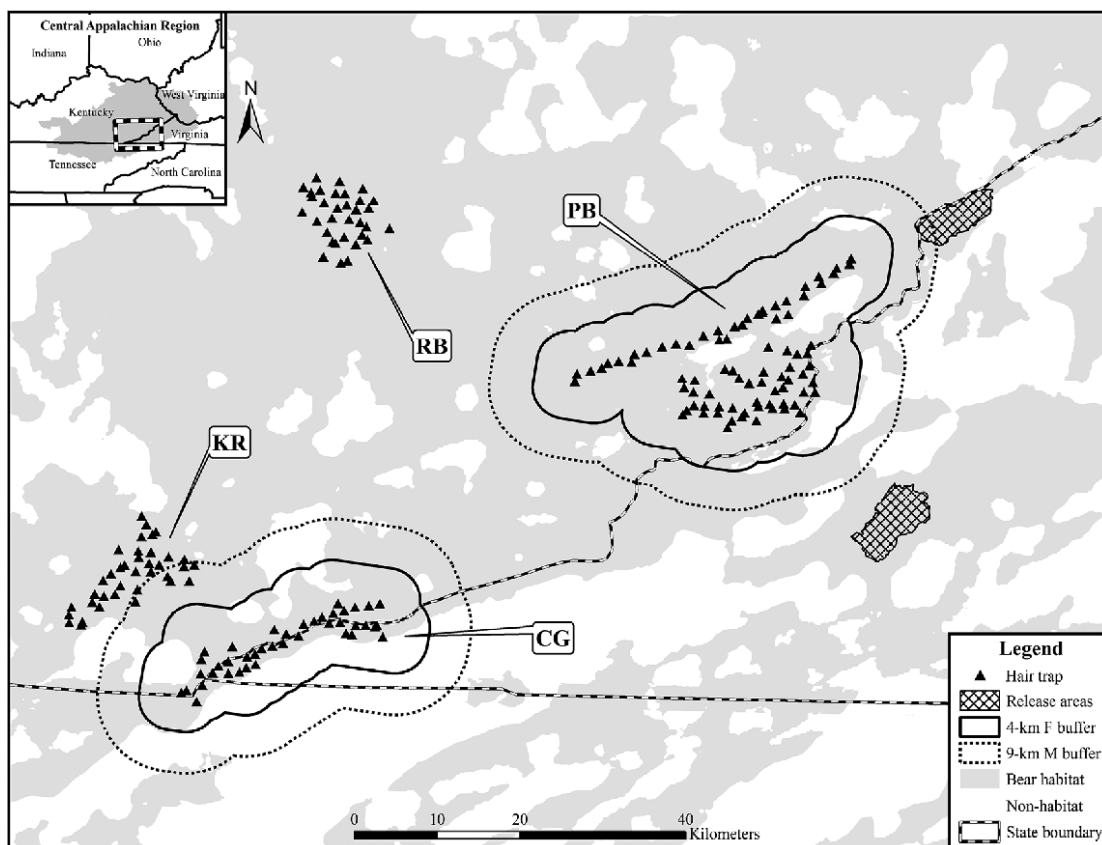 Central Appalachian Region
Indiana
Ohio
West Virginia
Kentucky
Virginia
Tennessee
North Carolina
N
PB
RB
KR
CG
Legend
Hair trap
Release areas
4-km F buffer
9-km M buffer
Bear habitat
Non-habitat
State boundary
0 10 20 40
Kilometers